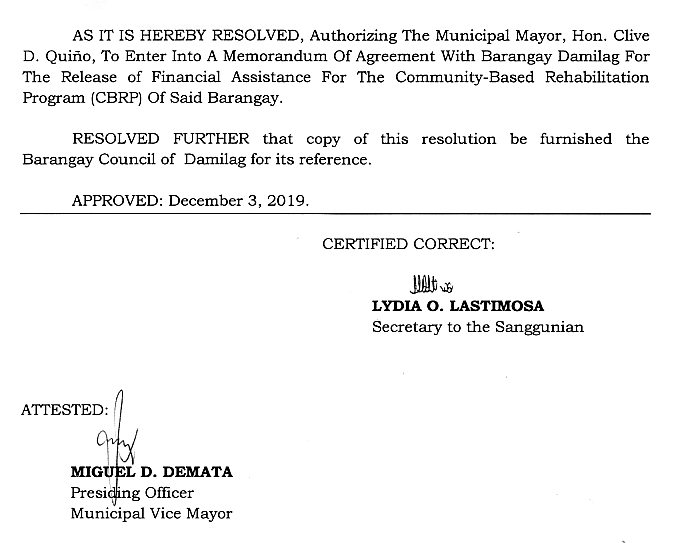 AS IT IS HEREBY RESOLVED, Authorizing The Municipal Mayor, Hon. Clive
D. Quiño, To Enter Into A Memorandum Of Agreement With Barangay Damilag For
The Release of Financial Assistance For The Community-Based Rehabilitation
Program (CBRP) Of Said Barangay.
RESOLVED FURTHER that copy of this resolution be furnished the
Barangay Council of Damilag for its reference.
APPROVED: December 3, 2019.
CERTIFIED CORRECT:
LYDIA O. LASTIMOSA
Secretary to the Sanggunian
ATTESTED:
MIGUEL D. DEMATA
Presiding Officer
Municipal Vice Mayor